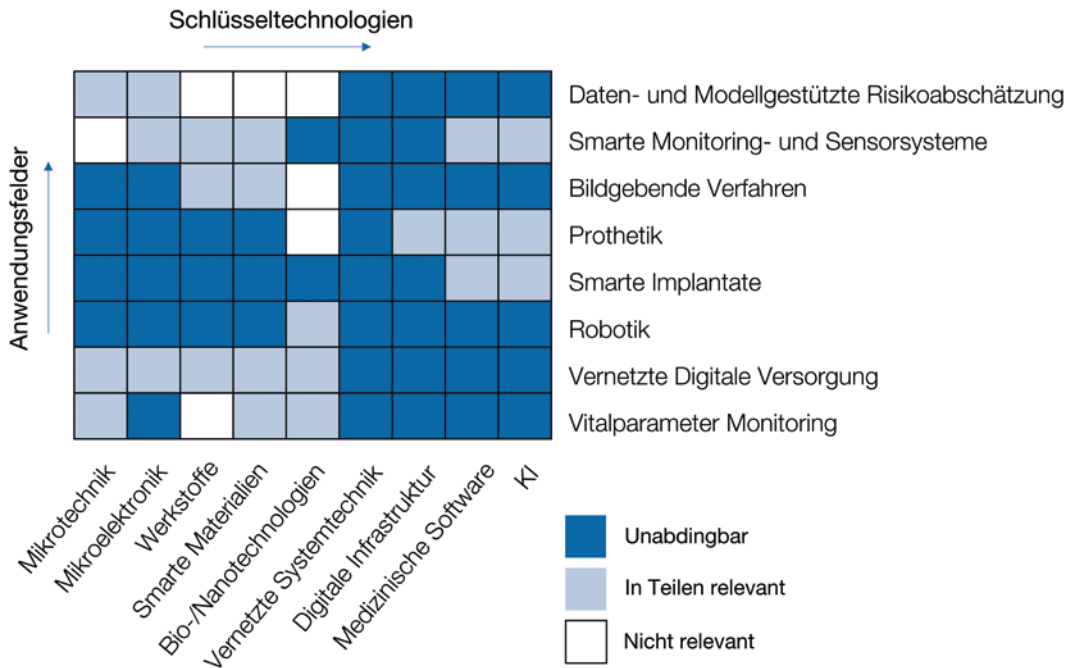 Schlüsseltechnologien
Anwendungsfelder
Daten- und Modellgestützte Risikoabschätzung
Smarte Monitoring- und Sensorsysteme
Bildgebende Verfahren
Prothetik
Smarte Implantate
Robotik
Vernetzte Digitale Versorgung
Vitalparameter Monitoring
Mikrotechnik
Mikroelektronik
Werkstoffe
Smarte Materialien
Bio-/Nanotechnologien
Vernetzte Systemtechnik
Digitale Infrastruktur
Medizinische Software
KI
Unabdingbar
In Teilen relevant
Nicht relevant